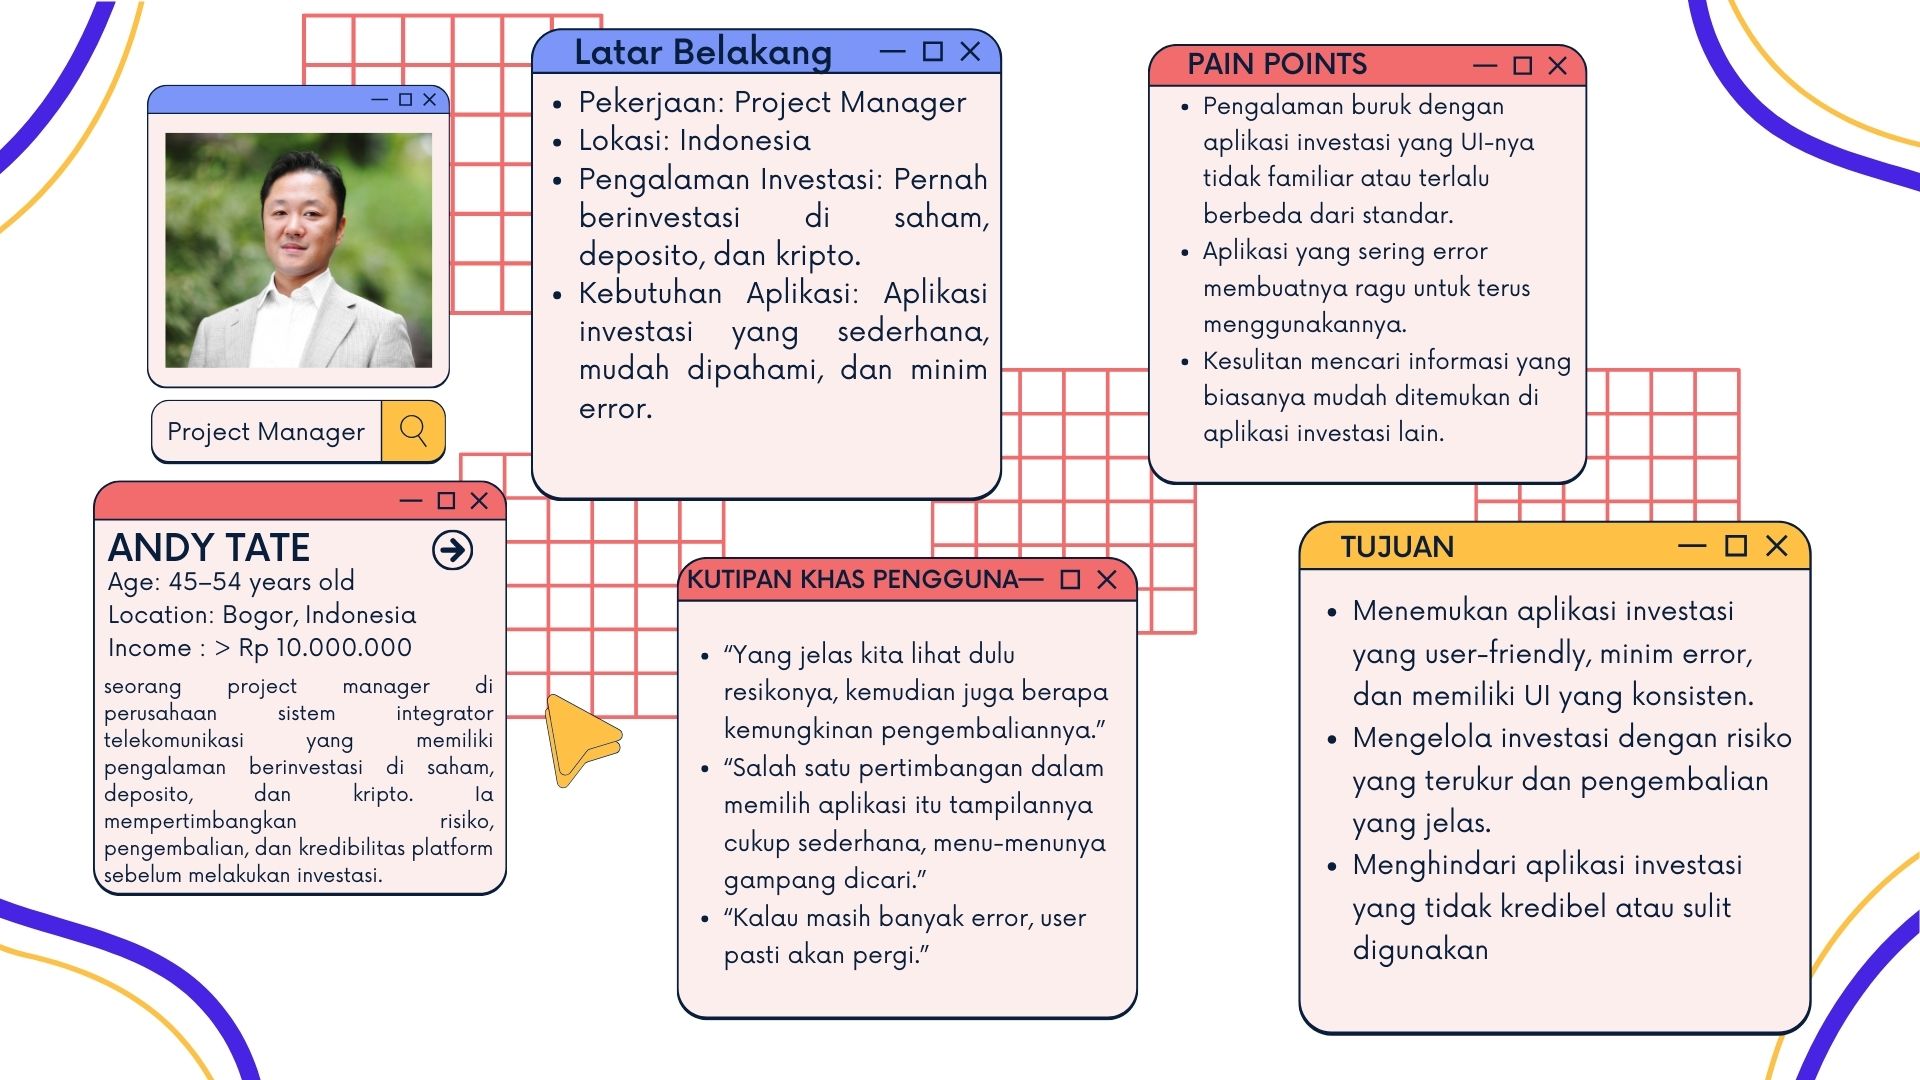 Latar Belakang
• Pekerjaan: Project Manager
• Lokasi: Indonesia
• Pengalaman Investasi: Pernah
berinvestasi di saham,
deposito, dan kripto.
• Kebutuhan Aplikasi: Aplikasi
investasi yang sederhana,
mudah dipahami, dan minim
error.
PAIN POINTS
• Pengalaman buruk dengan
aplikasi investasi yang UI-nya
tidak familiar atau terlalu
berbeda dari standar.
• Aplikasi yang sering error
membuatnya ragu untuk terus
menggunakannya.
• Kesulitan mencari informasi yang
biasanya mudah ditemukan di
aplikasi investasi lain.
Project Manager
ANDY TATE
Age: 45–54 years old
Location: Bogor, Indonesia
Income : > Rp 10.000.000
seorang project manager di
perusahaan sistem integrator
telekomunikasi yang memiliki
pengalaman berinvestasi di saham,
deposito, dan kripto. Ia
mempertimbangkan risiko,
pengembalian, dan kredibilitas platform
sebelum melakukan investasi.
KUTIPAN KHAS PENGGUNA
• “Yang jelas kita lihat dulu
resikonya, kemudian juga berapa
kemungkinan pengembaliannya.”
• “Salah satu pertimbangan dalam
memilih aplikasi itu tampilannya
cukup sederhana, menu-menunya
gampang dicari.”
• “Kalau masih banyak error, user
pasti akan pergi.”
TUJUAN
• Menemukan aplikasi investasi
yang user-friendly, minim error,
dan memiliki UI yang konsisten.
• Mengelola investasi dengan risiko
yang terukur dan pengembalian
yang jelas.
• Menghindari aplikasi investasi
yang tidak kredibel atau sulit
digunakan